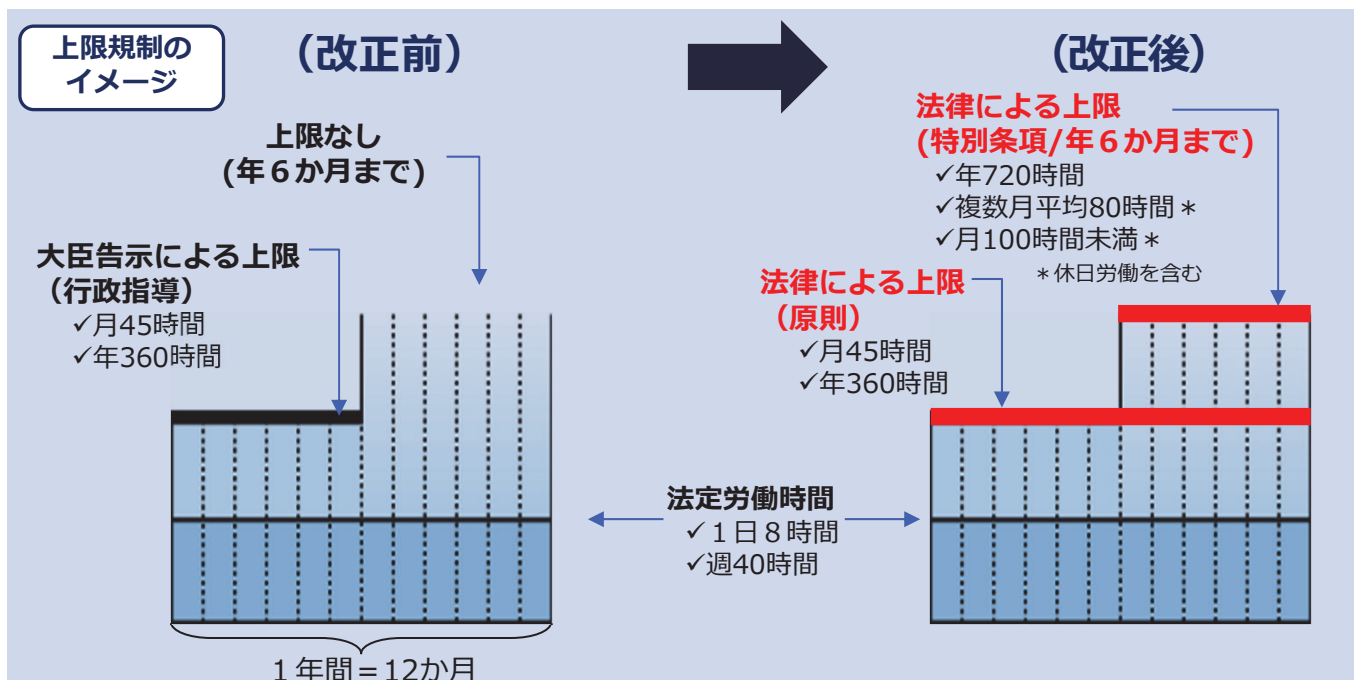 上限規制の
イメージ
（改正前）
（改正後）
上限なし
(年６か月まで)
大臣告示による上限
（行政指導）
✓月45時間
✓年360時間
法律による上限
(特別条項/年６か月まで)
✓年720時間
✓複数月平均80時間＊
✓月100時間未満＊
＊休日労働を含む
法律による上限
（原則）
✓月45時間
✓年360時間
法定労働時間
✓１日８時間
✓週40時間
１年間＝12か月